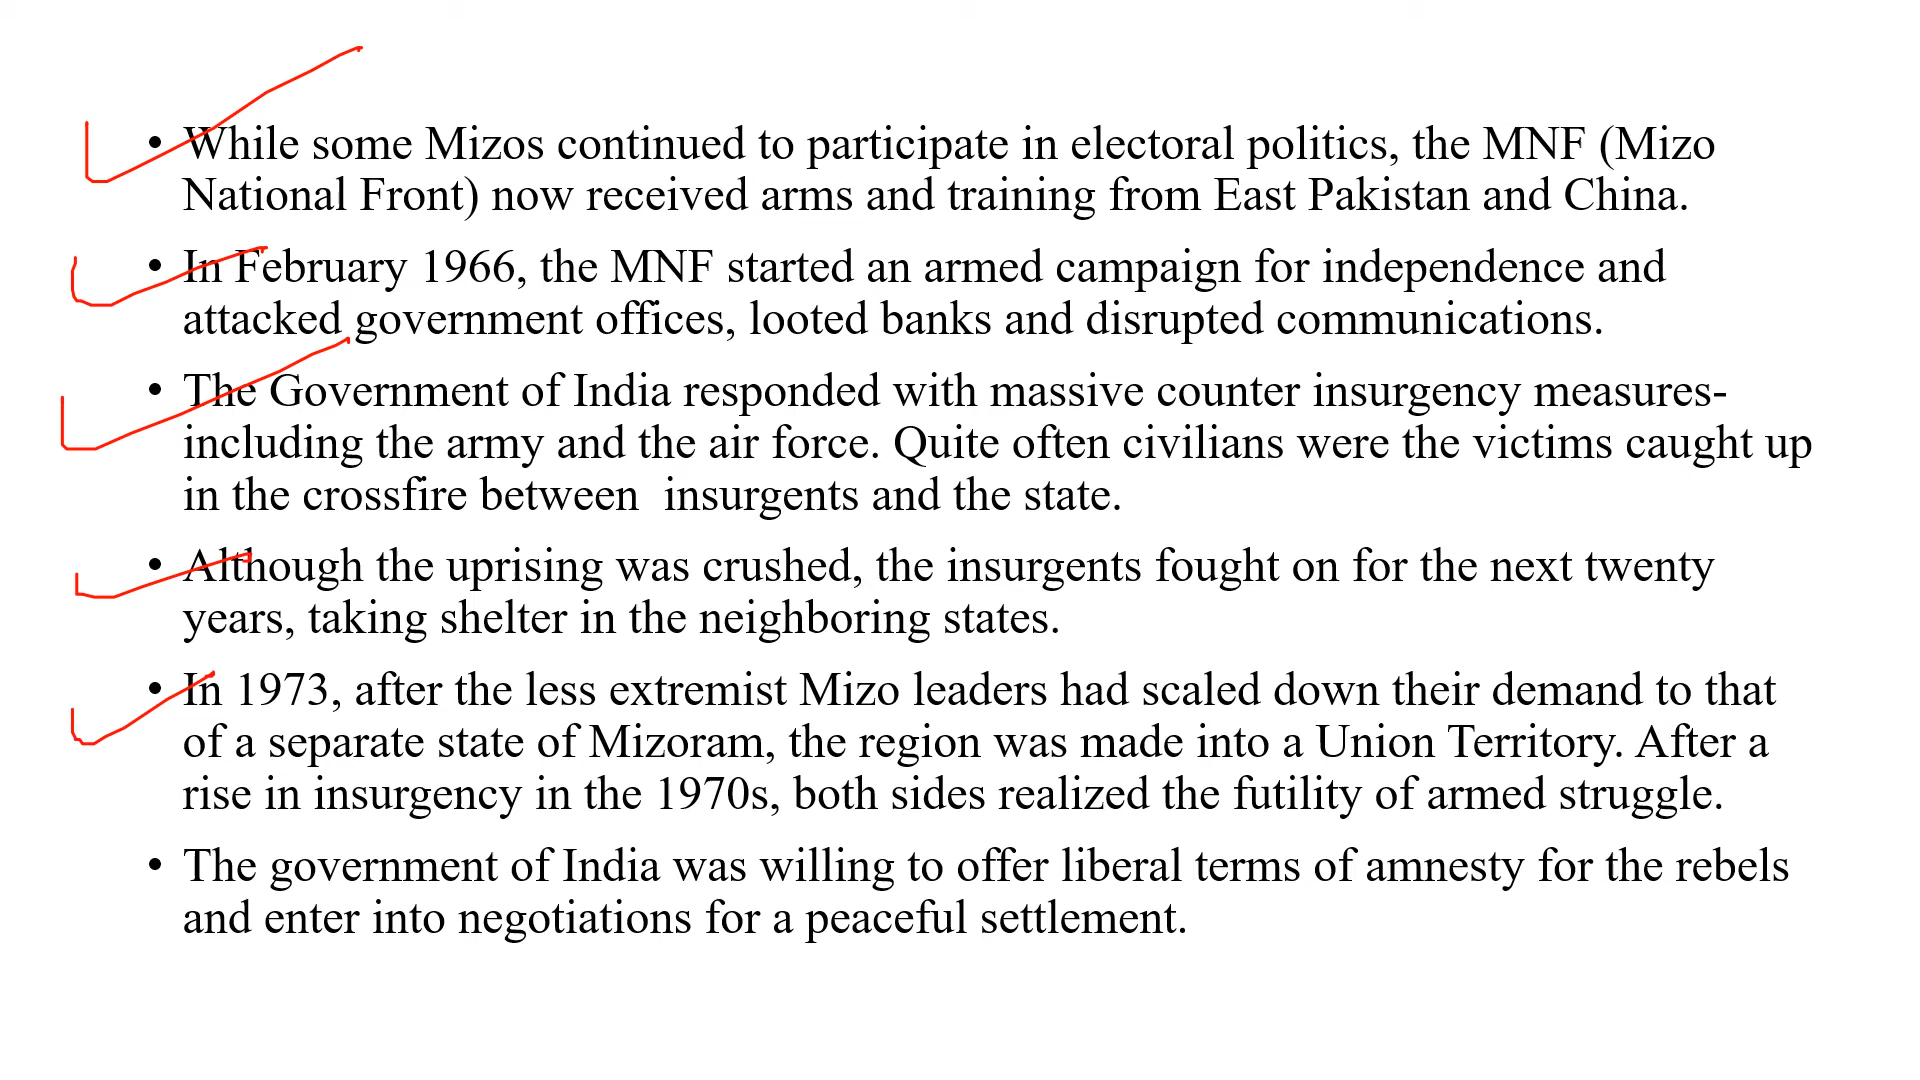 • While some Mizos continued to participate in electoral politics, the MNF (Mizo
National Front) now received arms and training from East Pakistan and China.
• In February 1966, the MNF started an armed campaign for independence and
attacked government offices, looted banks and disrupted communications.
• The Government of India responded with massive counter insurgency measures-
including the army and the air force. Quite often civilians were the victims caught up
in the crossfire between  insurgents and the state.
• Although the uprising was crushed, the insurgents fought on for the next twenty
years, taking shelter in the neighboring states.
• In 1973, after the less extremist Mizo leaders had scaled down their demand to that
of a separate state of Mizoram, the region was made into a Union Territory. After a
rise in insurgency in the 1970s, both sides realized the futility of armed struggle.
• The government of India was willing to offer liberal terms of amnesty for the rebels
and enter into negotiations for a peaceful settlement.